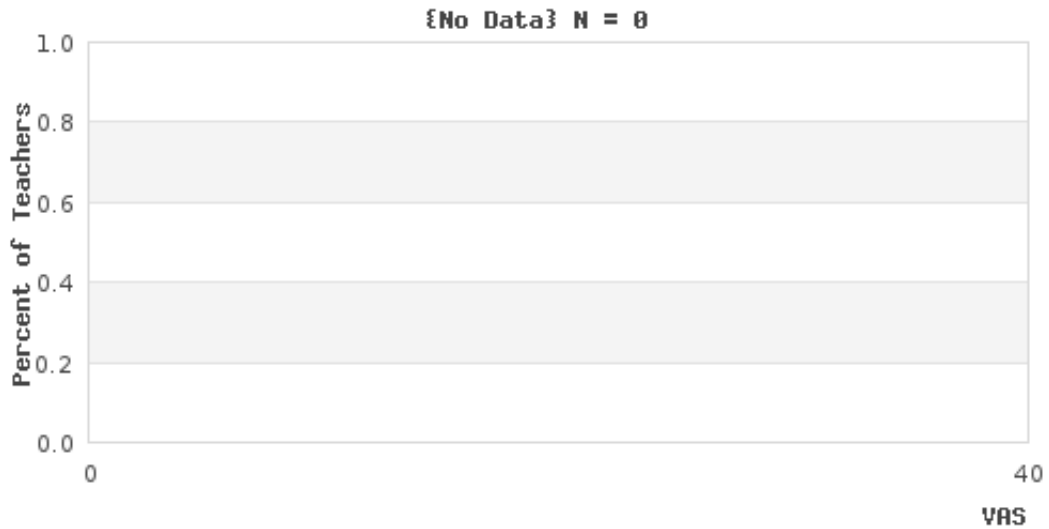 {No Data} N = 0
Percent of Teachers
1.0
0.8
0.6
0.4
0.2
0.0
0 40
VAS